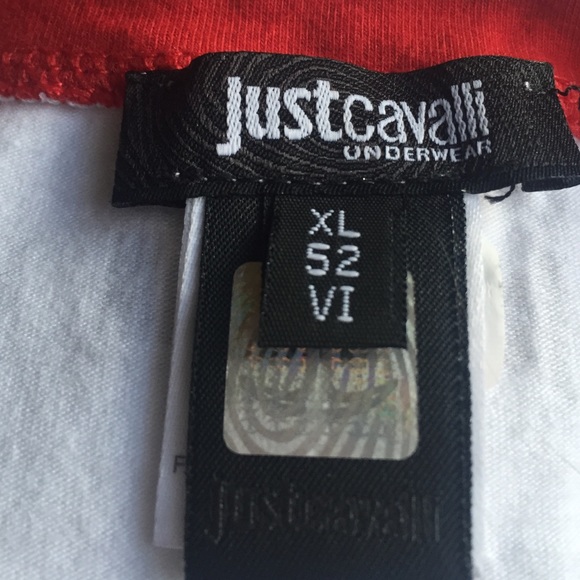 justcavalli
UNDERWEAR
XL
52
VI
justcavalli